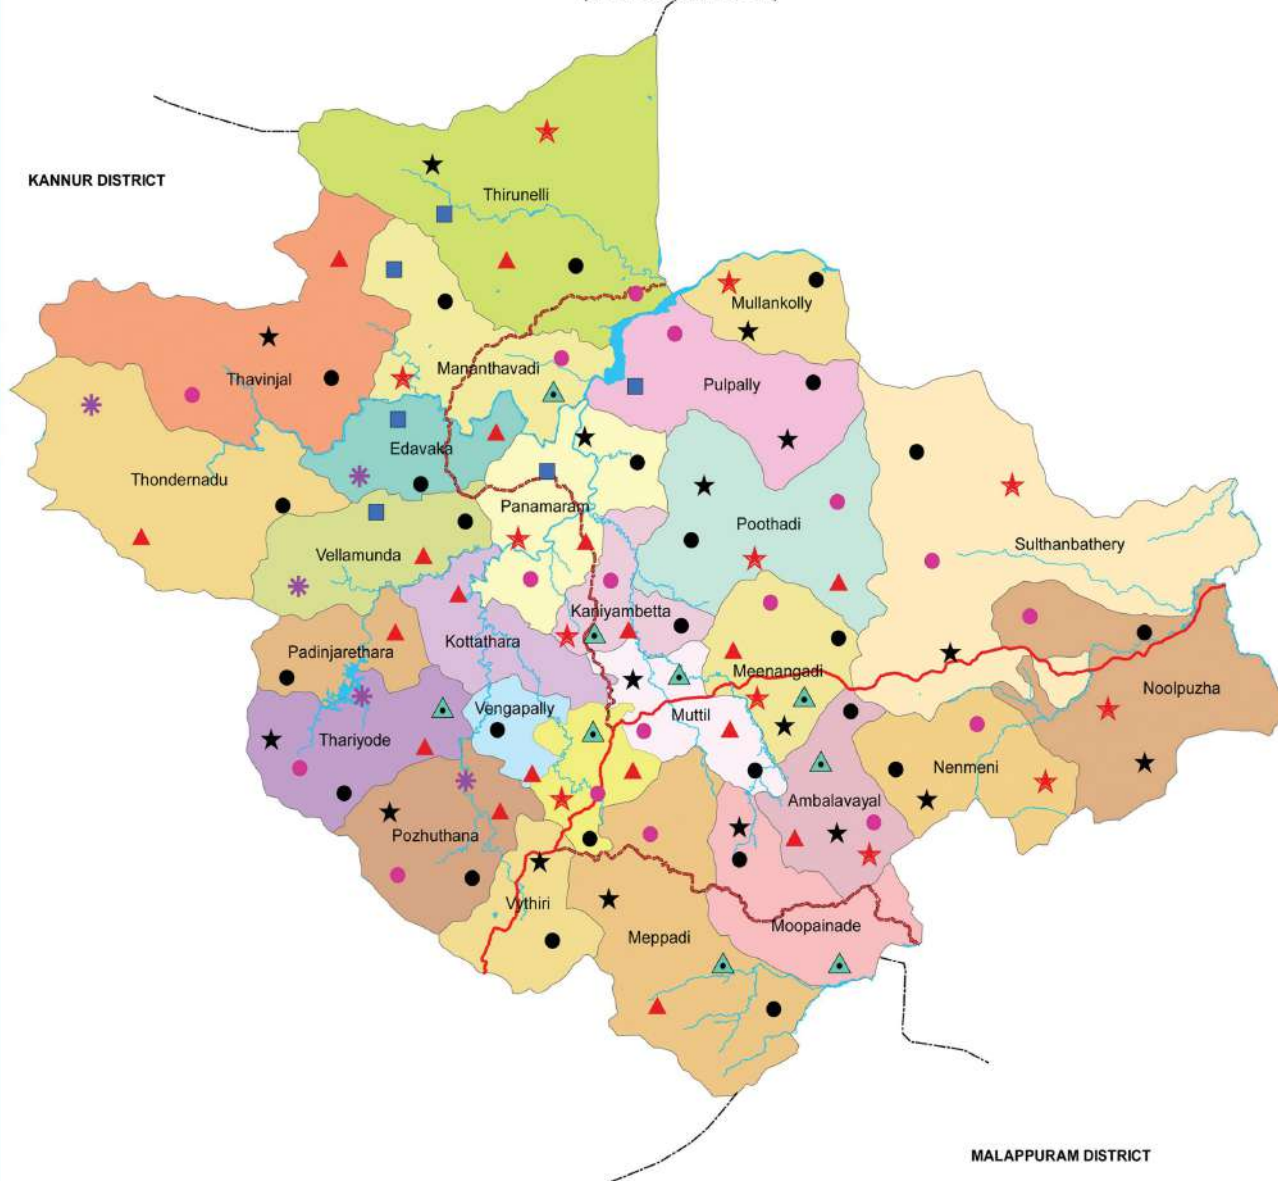 KANNUR DISTRICT
Thirunelli
Mullankolly
Mananthavadi
Thavinjal
Pulpally
Edavaka
Thondernadu
Panamaram
Poothadi
Sulthanbathery
Vellamunda
Kaniyambetta
Kottathara
Padinjarethara
Meenangadi
Noolpuzha
Vengapally
Muttil
Thariyode
Nenmeni
Ambalavayal
Pozhuthana
Vythiri
Moopainade
Meppadi
MALAPPURAM DISTRICT